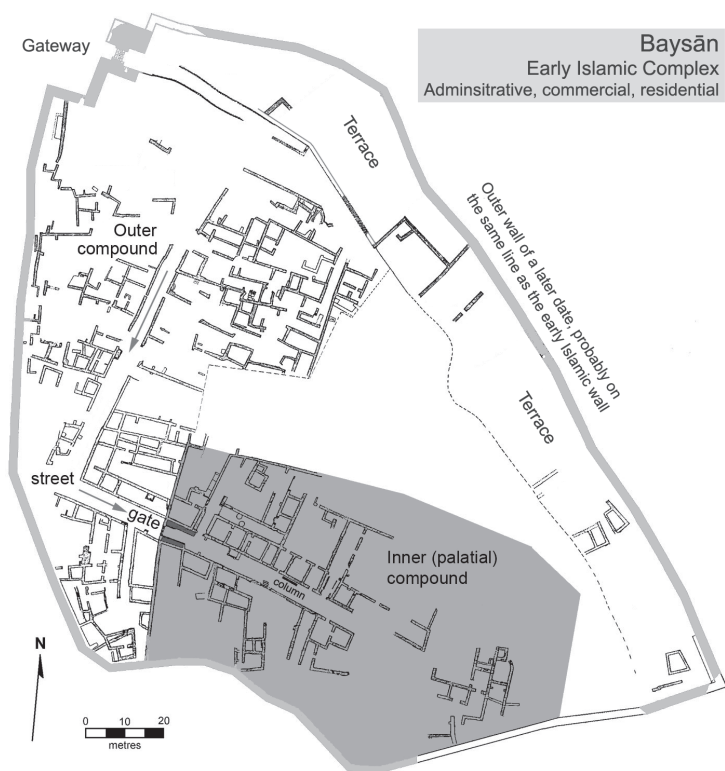 Baysān
Early Islamic Complex
Adminsitrative, commercial, residential
Gateway
Terrace
Outer wall of a later date, probably on
the same line as the early Islamic wall
Outer
compound
Terrace
street
gate
Inner (palatial)
compound
column
N
0 10 20
metres